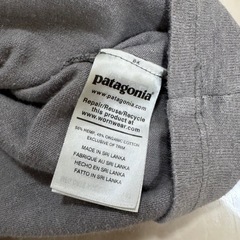 patagonia
www.patagonia.com
Repair/Reuse/Recycle
this product at
www.wornwear.com
55% HEMP, 45% ORGANIC COTTON
EXCLUSIVE OF TRIM
MADE IN SRI LANKA
FABRIQUÉ AU SRI LANKA
HECHO EN SRI LANKA
FATTO IN SRI LANKA